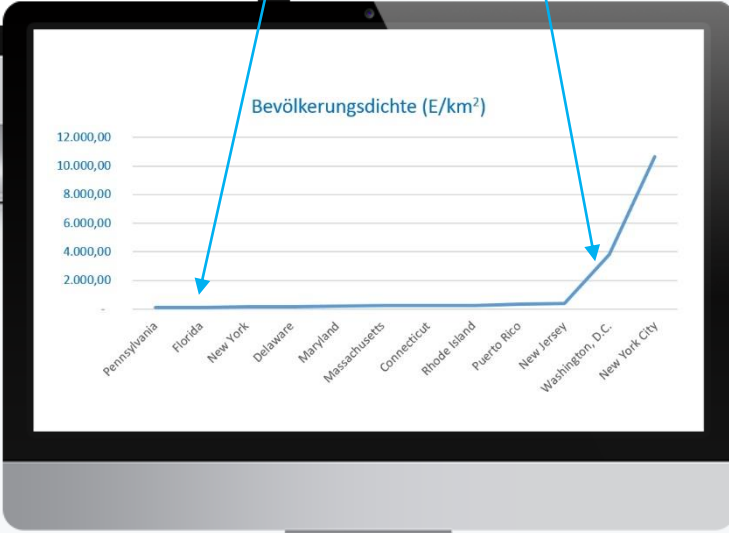 Bevölkerungsdichte (E/km²)
12.000,00
10.000,00
8.000,00
6.000,00
4.000,00
2.000,00
-
Pennsylvania
Florida
New York
Delaware
Maryland
Massachusetts
Connecticut
Rhode Island
Puerto Rico
New Jersey
Washington, D.C.
New York City